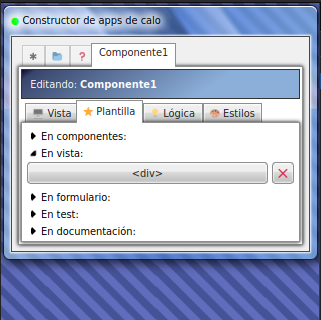 Constructor de apps de calo
* ?
Componente1
Editando: Componente1
Vista Plantilla Lógica Estilos
En componentes:
En vista:
<div>
En formulario:
En test:
En documentación: